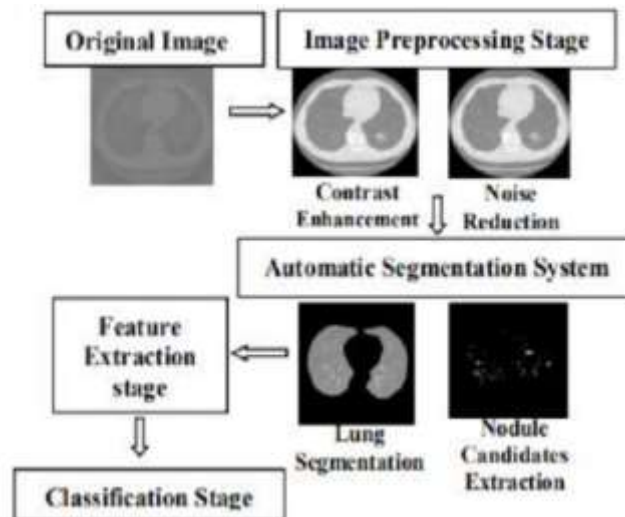 Original Image
Image Preprocessing Stage
Contrast
Enhancement
Noise
Reduction
Automatic Segmentation System
Feature
Extraction
stage
Lung
Segmentation
Nodule
Candidates
Extraction
Classification Stage